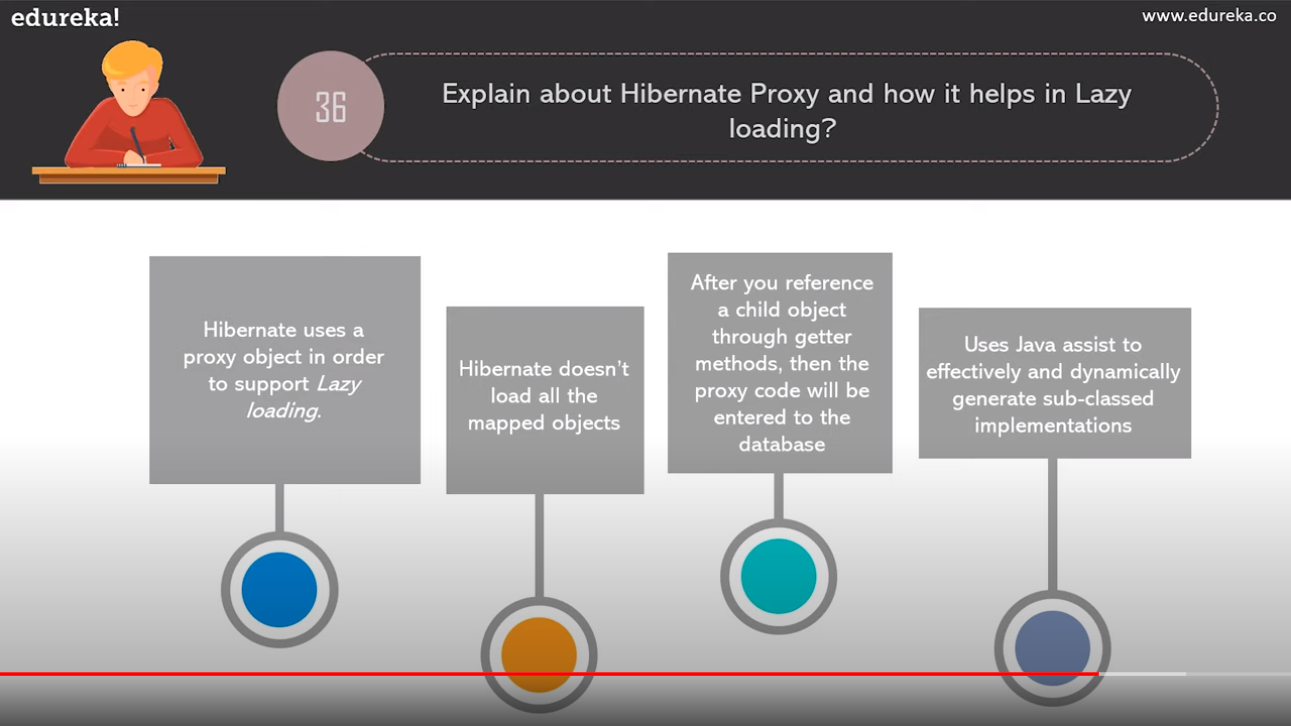 edureka!
www.edureka.co
36
Explain about Hibernate Proxy and how it helps in Lazy
loading?
Hibernate uses a
proxy object in order
to support Lazy
loading.
Hibernate doesn't
load all the
mapped objects
After you reference
a child object
through getter
methods, then the
proxy code will be
entered to the
database
Uses Java assist to
effectively and dynamically
generate sub-classed
implementations